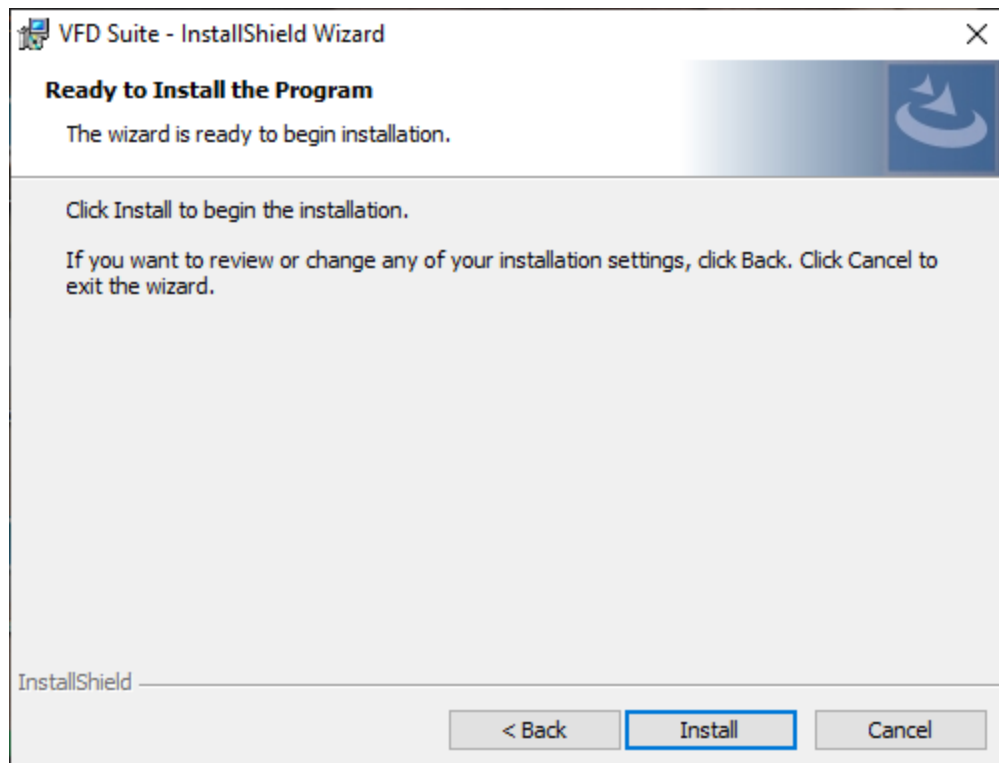 VFD Suite - InstallShield Wizard
Ready to Install the Program
The wizard is ready to begin installation.
Click Install to begin the installation.
If you want to review or change any of your installation settings, click Back. Click Cancel to
exit the wizard.
InstallShield
< Back
Install
Cancel